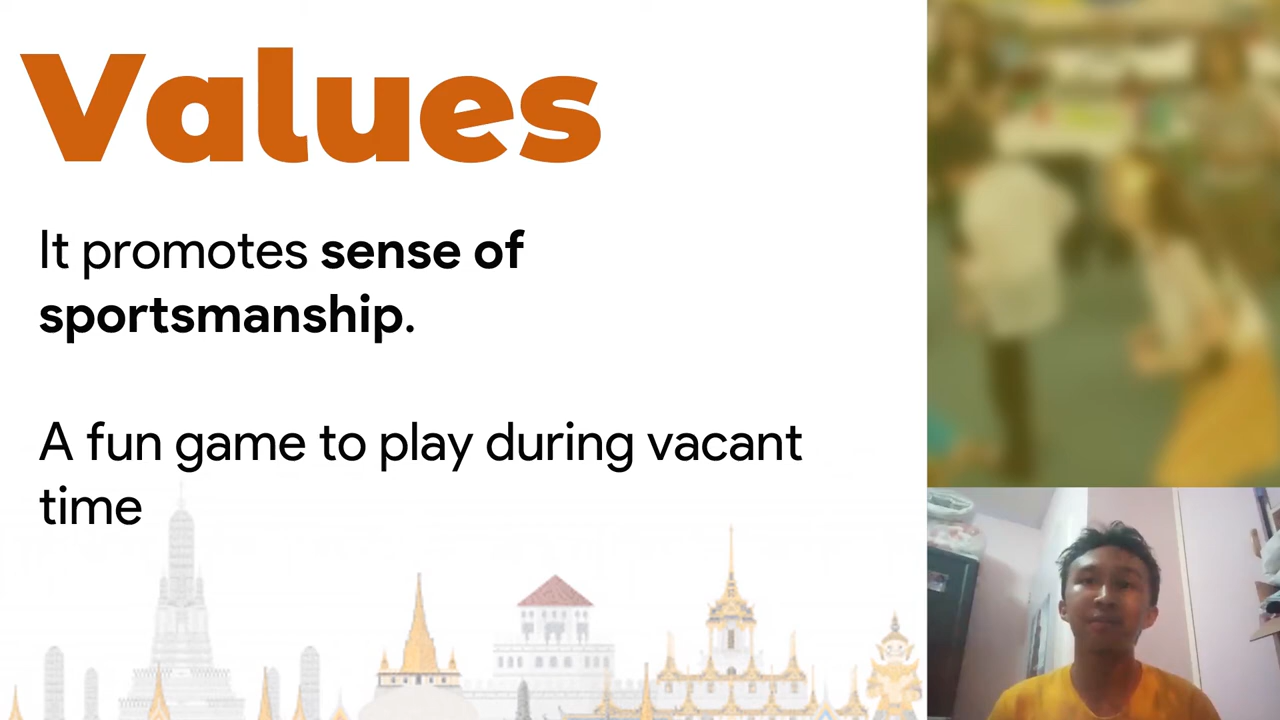 Values
It promotes sense of
sportsmanship.
A fun game to play during vacant
time